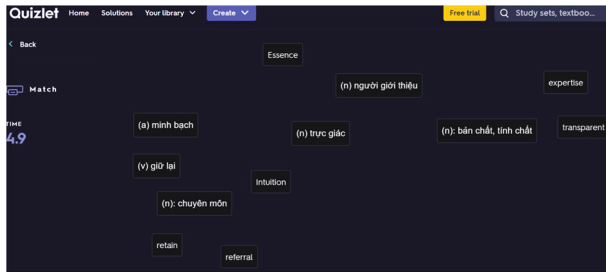 Quizlet Home Solutions Your library Create Free trial Study sets, textboo...
Back
Essence
(n) người giới thiệu
expertise
Match
TIME
4.9
(a) minh bạch
(n) trực giác
(n): bản chất, tính chất
transparent
(v) giữ lại
Intuition
(n): chuyên môn
retain
referral